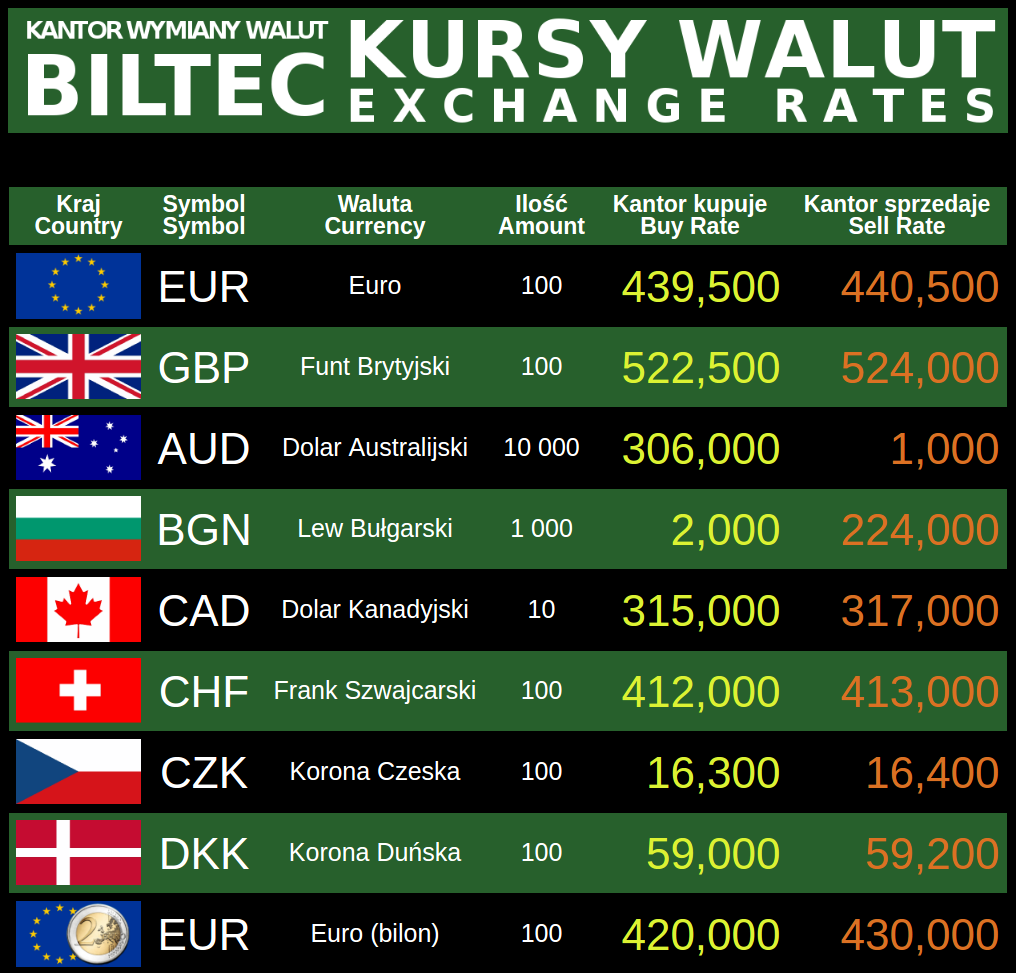 KANTOR WYMIANY WALUT
BILTEC
KURSY WALUT
EXCHANGE RATES
Kraj Symbol Waluta Ilość Kantor kupuje Kantor sprzedaje
Country Symbol Currency Amount Buy Rate Sell Rate
EUR Euro 100 439,500 440,500
GBP Funt Brytyjski 100 522,500 524,000
AUD Dolar Australijski 10 000 306,000 1,000
BGN Lew Bułgarski 1 000 2,000 224,000
CAD Dolar Kanadyjski 10 315,000 317,000
CHF Frank Szwajcarski 100 412,000 413,000
CZK Korona Czeska 100 16,300 16,400
DKK Korona Duńska 100 59,000 59,200
EUR Euro (bilon) 100 420,000 430,000